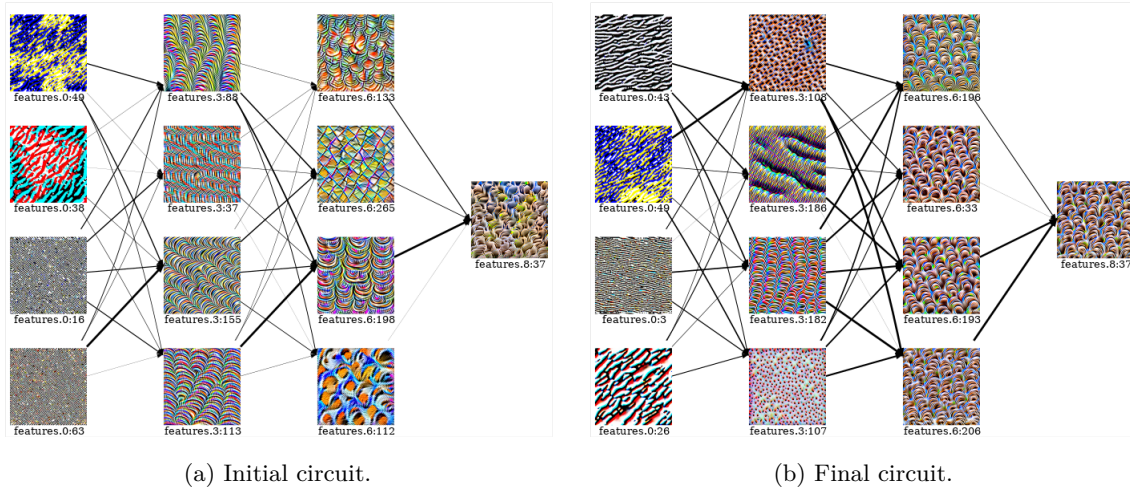 features.0:49
features.3:88
features.6:133
features.0:38
features.3:37
features.6:265
features.8:37
features.0:16
features.3:155
features.6:198
features.0:63
features.3:113
features.6:112
(a) Initial circuit.
features.0:43
features.3:108
features.6:196
features.0:49
features.3:186
features.6:33
features.8:37
features.0:3
features.3:182
features.6:193
features.0:26
features.3:107
features.6:206
(b) Final circuit.